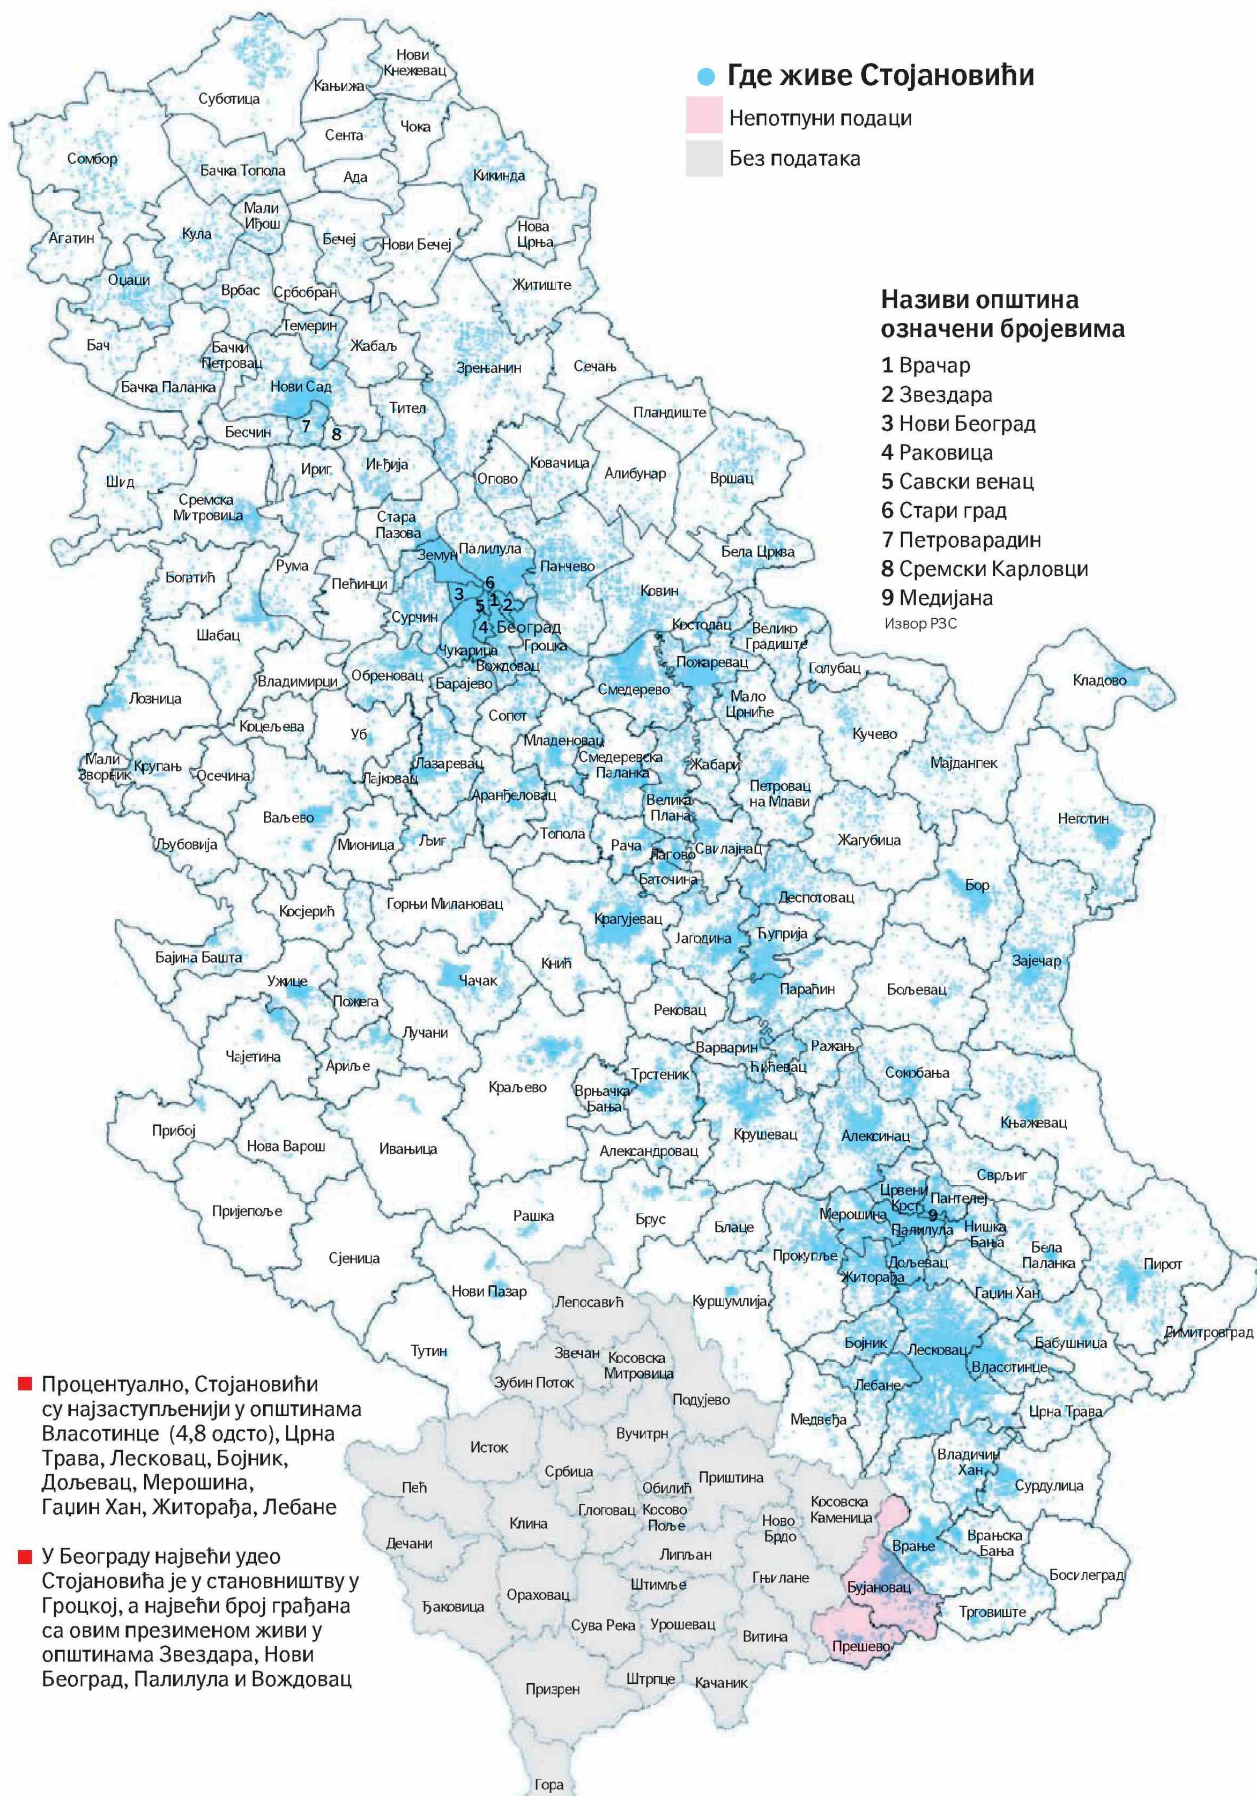 Где живе Стојановићи
Непотпуни подаци
Без података
Називи општина
означени бројевима
1 Врачар
2 Звездара
3 Нови Београд
4 Раковица
5 Савски венац
6 Стари град
7 Петроварадин
8 Сремски Карловци
9 Медијана
Извор РЗС
Нови
Кнежевац
Суботица
Кањижа
Сента
Чока
Сомбор
Бачка Топола
Ада
Кикинда
Мали
Иђош
Агатин
Кула
Бечеј
Нови Бечеј
Нова
Црња
Оџаци
Врбас
Србобран
Житиште
Темерин
Бач
Бачки
Петровац
Жабаљ
Зрењанин
Сечањ
Бачка Паланка
Нови Сад
Тител
Пландиште
7
8
Бесчин
Ковачица
Шид
Ириг
Инђија
Опово
Алибунар
Вршац
Сремска
Митровица
Стара
Пазова
Земун
Палилула
Панчево
Бела Црква
Богатић
Рума
Пећинци
6
3
1
5
2
Ковин
Сурчин
4
Београд
Костолац
Велико
Градиште
Шабац
Чукарица
Гроцка
Вождовац
Пожаревац
Голубац
Владимирци
Обреновац
Барајево
Смедерево
Кладово
Лозница
Мало
Црниће
Сопот
Коцељева
Уб
Младеновац
Кучево
Мали
Зворник
Крупањ
Осечина
Лајковац
Лазаревац
Смедеревска
Паланка
Жабари
Мајданпек
Аранђеловац
Петровац
на Млави
Велика
Плана
Ваљево
Неготин
Љубовија
Мионица
Љиг
Топола
Рача
Лагово
Свилајнац
Жагубица
Баточина
Бор
Косјерић
Горњи Милановац
Деспотовац
Крагујевац
Јагодина
Ћуприја
Бајина Башта
Кнић
Зајечар
Ужице
Чачак
Пожега
Параћин
Бољевац
Рековац
Лучани
Чајетина
Ариље
Варварин
Ражањ
Ћићевац
Сокобања
Краљево
Врњачка
Бања
Трстеник
Прибој
Нова Варош
Ивањица
Александровац
Крушевац
Алексинац
Књажевац
Сврљиг
Пријепоље
Рашка
Брус
Блаце
Црвени
Крст
Пантелеј
9
Мерошина
Палилула
Нишка
Бања
Сјеница
Прокупље
Дољевац
Бела
Паланка
Пирот
Житорађа
Нови Пазар
Лепосавић
Куршумлија
Гаџин Хан
Димитровград
Тутин
Звечан
Косовска
Митровица
Бојник
Лесковац
Бабушница
Власотинце
Зубин Поток
Лебане
Подујево
Медвеђа
Црна Трава
Исток
Вучитрн
Владичин
Хан
Србица
Приштина
Пећ
Обилић
Сурдулица
Глоговац
Косово
Поље
Косовска
Каменица
Клина
Ново
Брдо
Дечани
Врање
Врањска
Бања
Липљан
Гњилане
Босилеград
Ђаковица
Ораховац
Штимље
Бујановац
Трговиште
Сува Река
Урошевац
Витина
Прешево
Призрен
Штрпце
Качаник
Гора
Процентуално, Стојановићи
су најзаступљенији у општинама
Власотинце (4,8 одсто), Црна
Трава, Лесковац, Бојник,
Дољевац, Мерошина,
Гаџин Хан, Житорађа, Лебане
У Београду највећи удео
Стојановића је у становништву у
Гроцкој, а највећи број грађана
са овим презименом живи у
општинама Звездара, Нови
Београд, Палилула и Вождовац